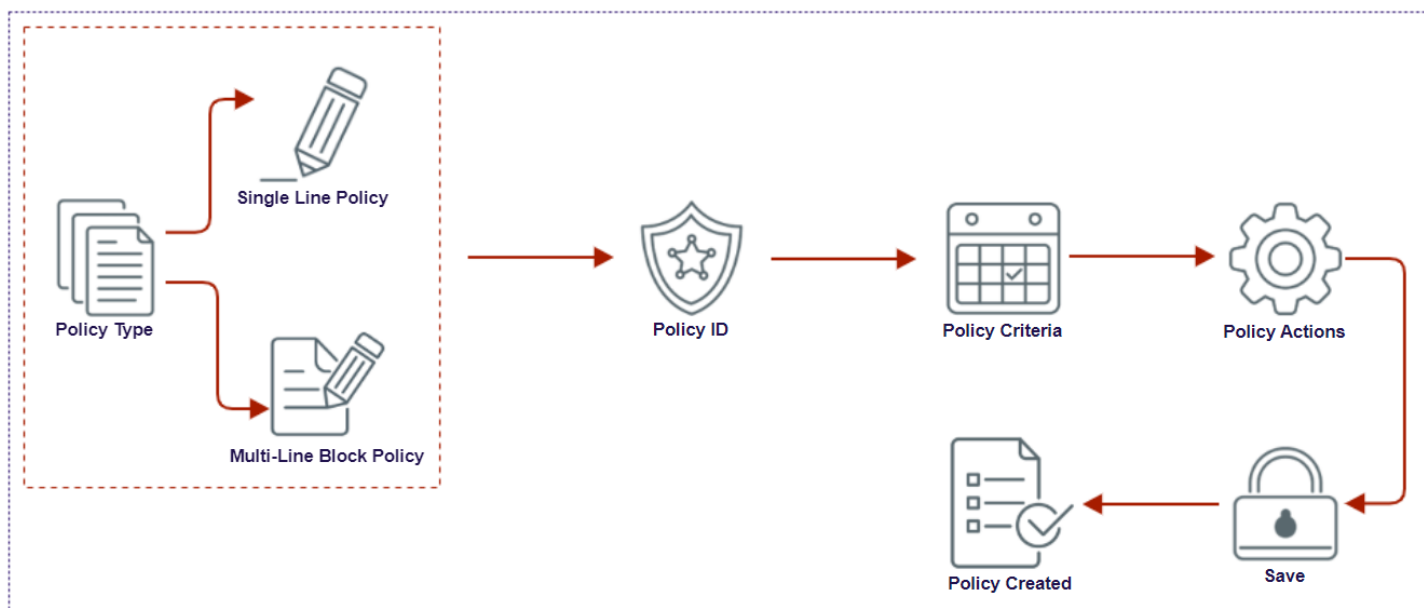 Single Line Policy
Policy Type
Multi-Line Block Policy
Policy ID
Policy Criteria
Policy Actions
Save
Policy Created